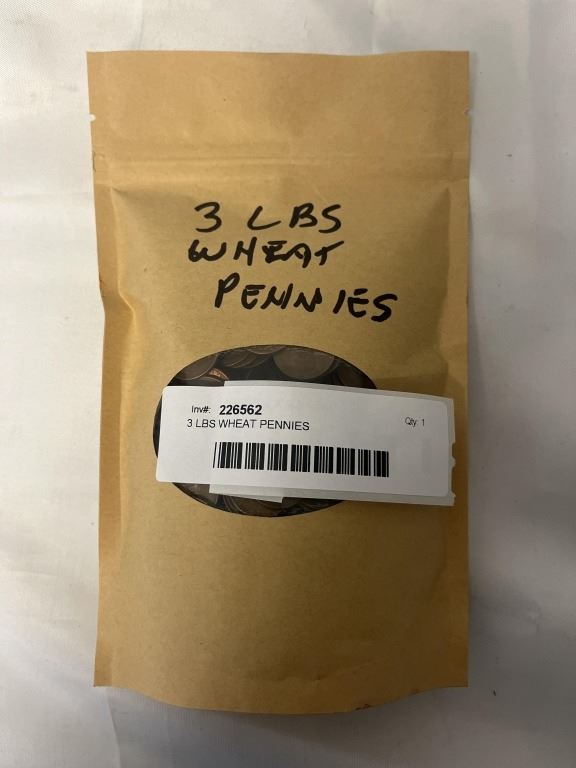 3 LBS
WHEAT
PENNIES
Inv#: 226562
Qty: 1
3 LBS WHEAT PENNIES